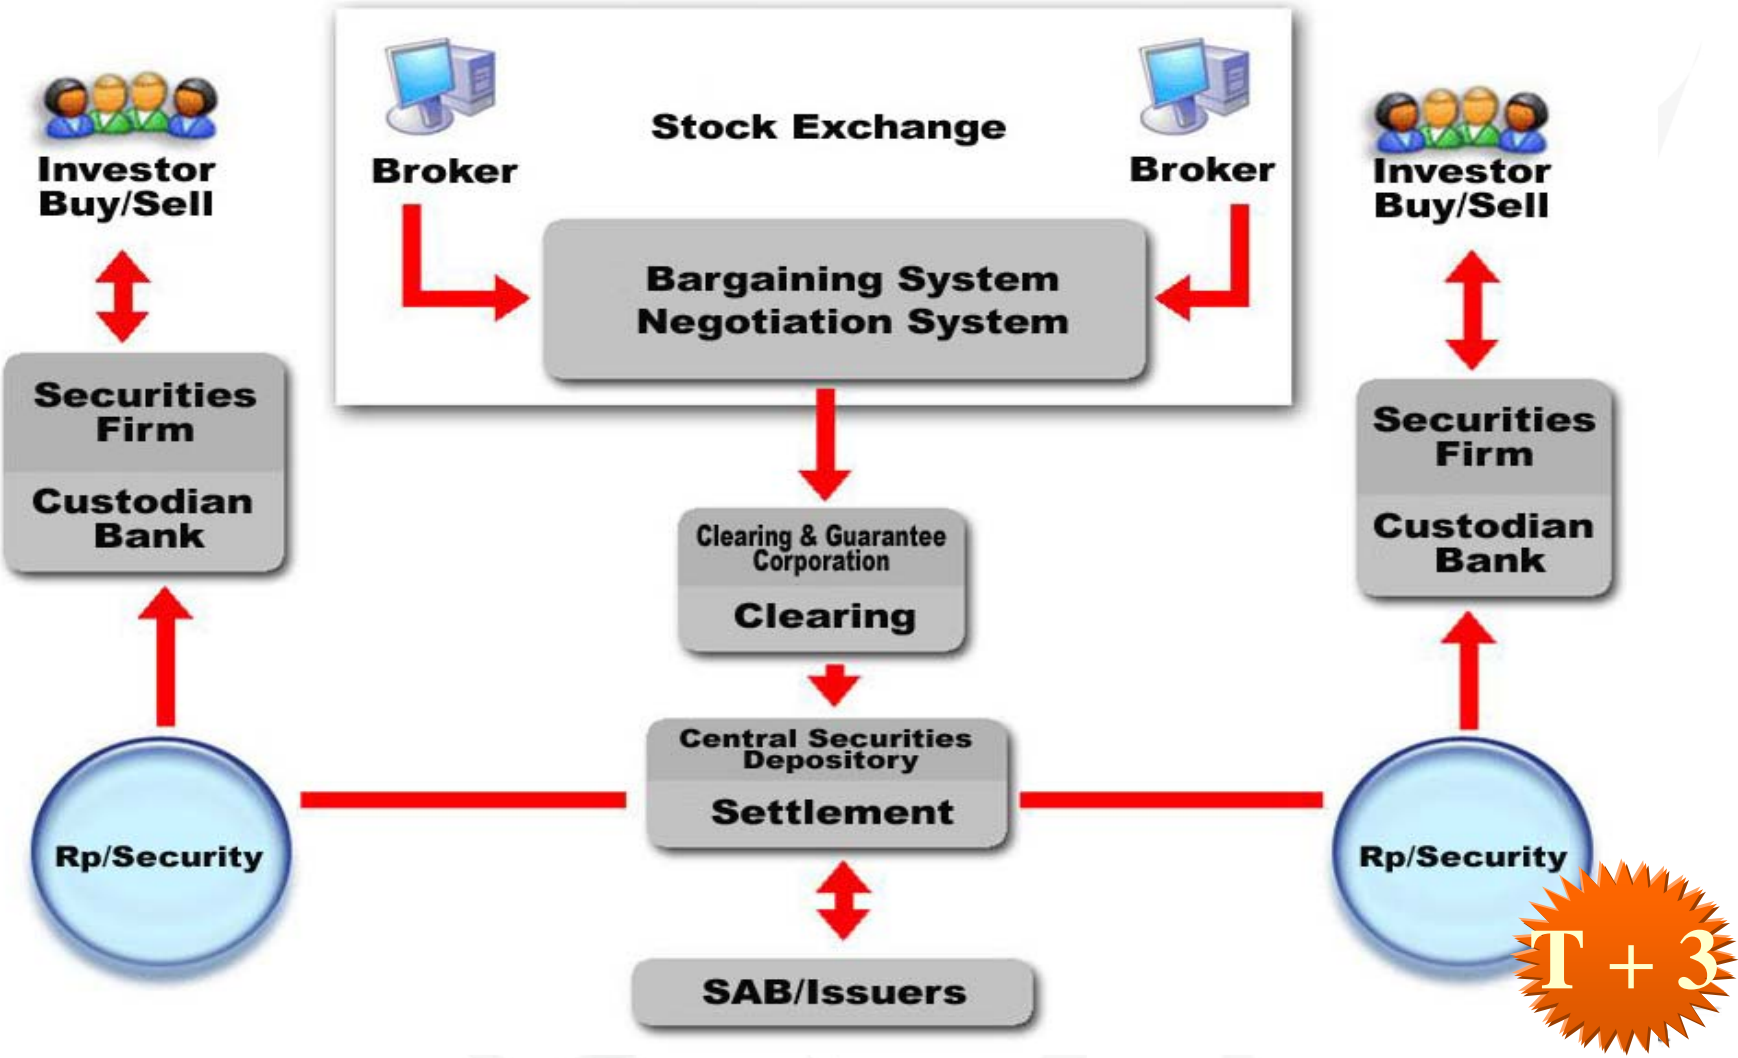 Stock Exchange
Broker
Broker
Investor
Buy/Sell
Investor
Buy/Sell
Bargaining System
Negotiation System
Securities
Firm
Custodian
Bank
Securities
Firm
Custodian
Bank
Clearing & Guarantee
Corporation
Clearing
Central Securities
Depository
Settlement
Rp/Security
Rp/Security
T + 3
SAB/Issuers